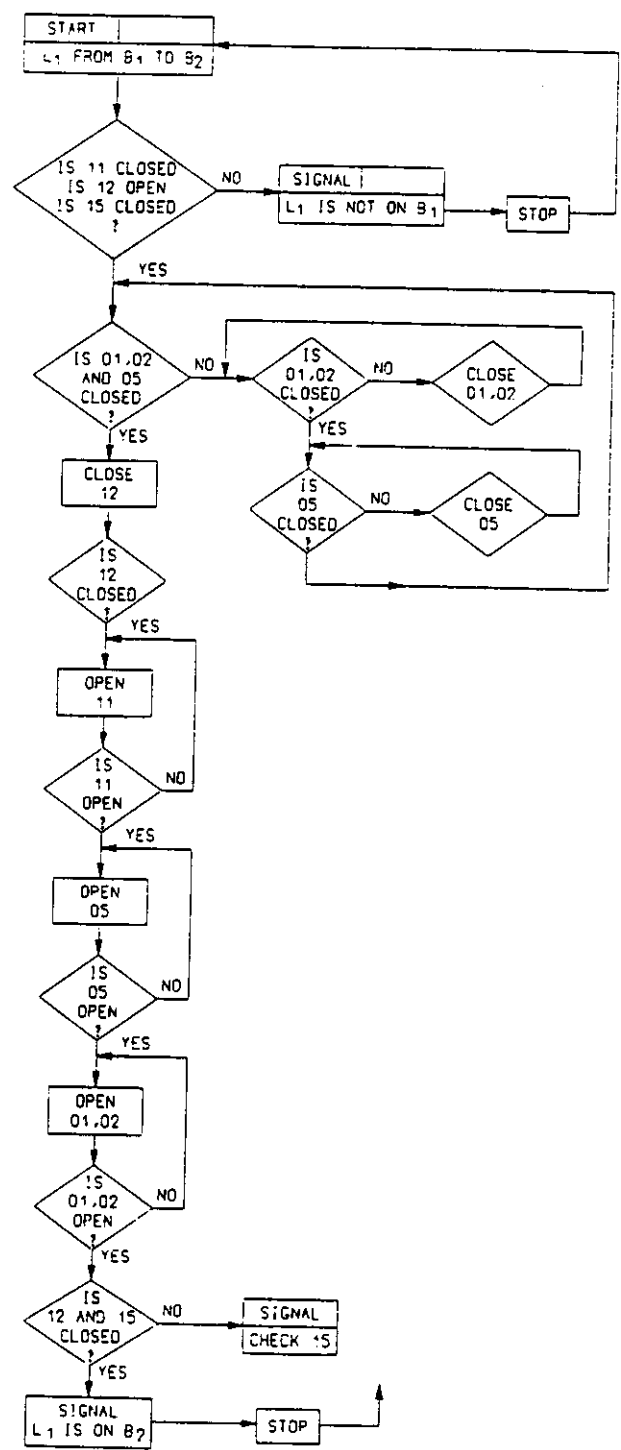 START
L1 FROM B1 TO B2
IS 11 CLOSED
IS 12 OPEN
IS 15 CLOSED
?
NO
SIGNAL
L1 IS NOT ON B1
STOP
YES
IS 01,02
AND 05
CLOSED
?
NO
IS
01,02
CLOSED
?
NO
CLOSE
01,02
YES
YES
CLOSE
12
IS
05
CLOSED
?
NO
CLOSE
05
IS
12
CLOSED
?
YES
OPEN
11
IS
11
OPEN
?
NO
YES
OPEN
05
IS
05
OPEN
?
NO
YES
OPEN
01,02
IS
01,02
OPEN
?
NO
YES
IS
12 AND 15
CLOSED
?
NO
SIGNAL
CHECK 15
YES
SIGNAL
L1 IS ON B2
STOP